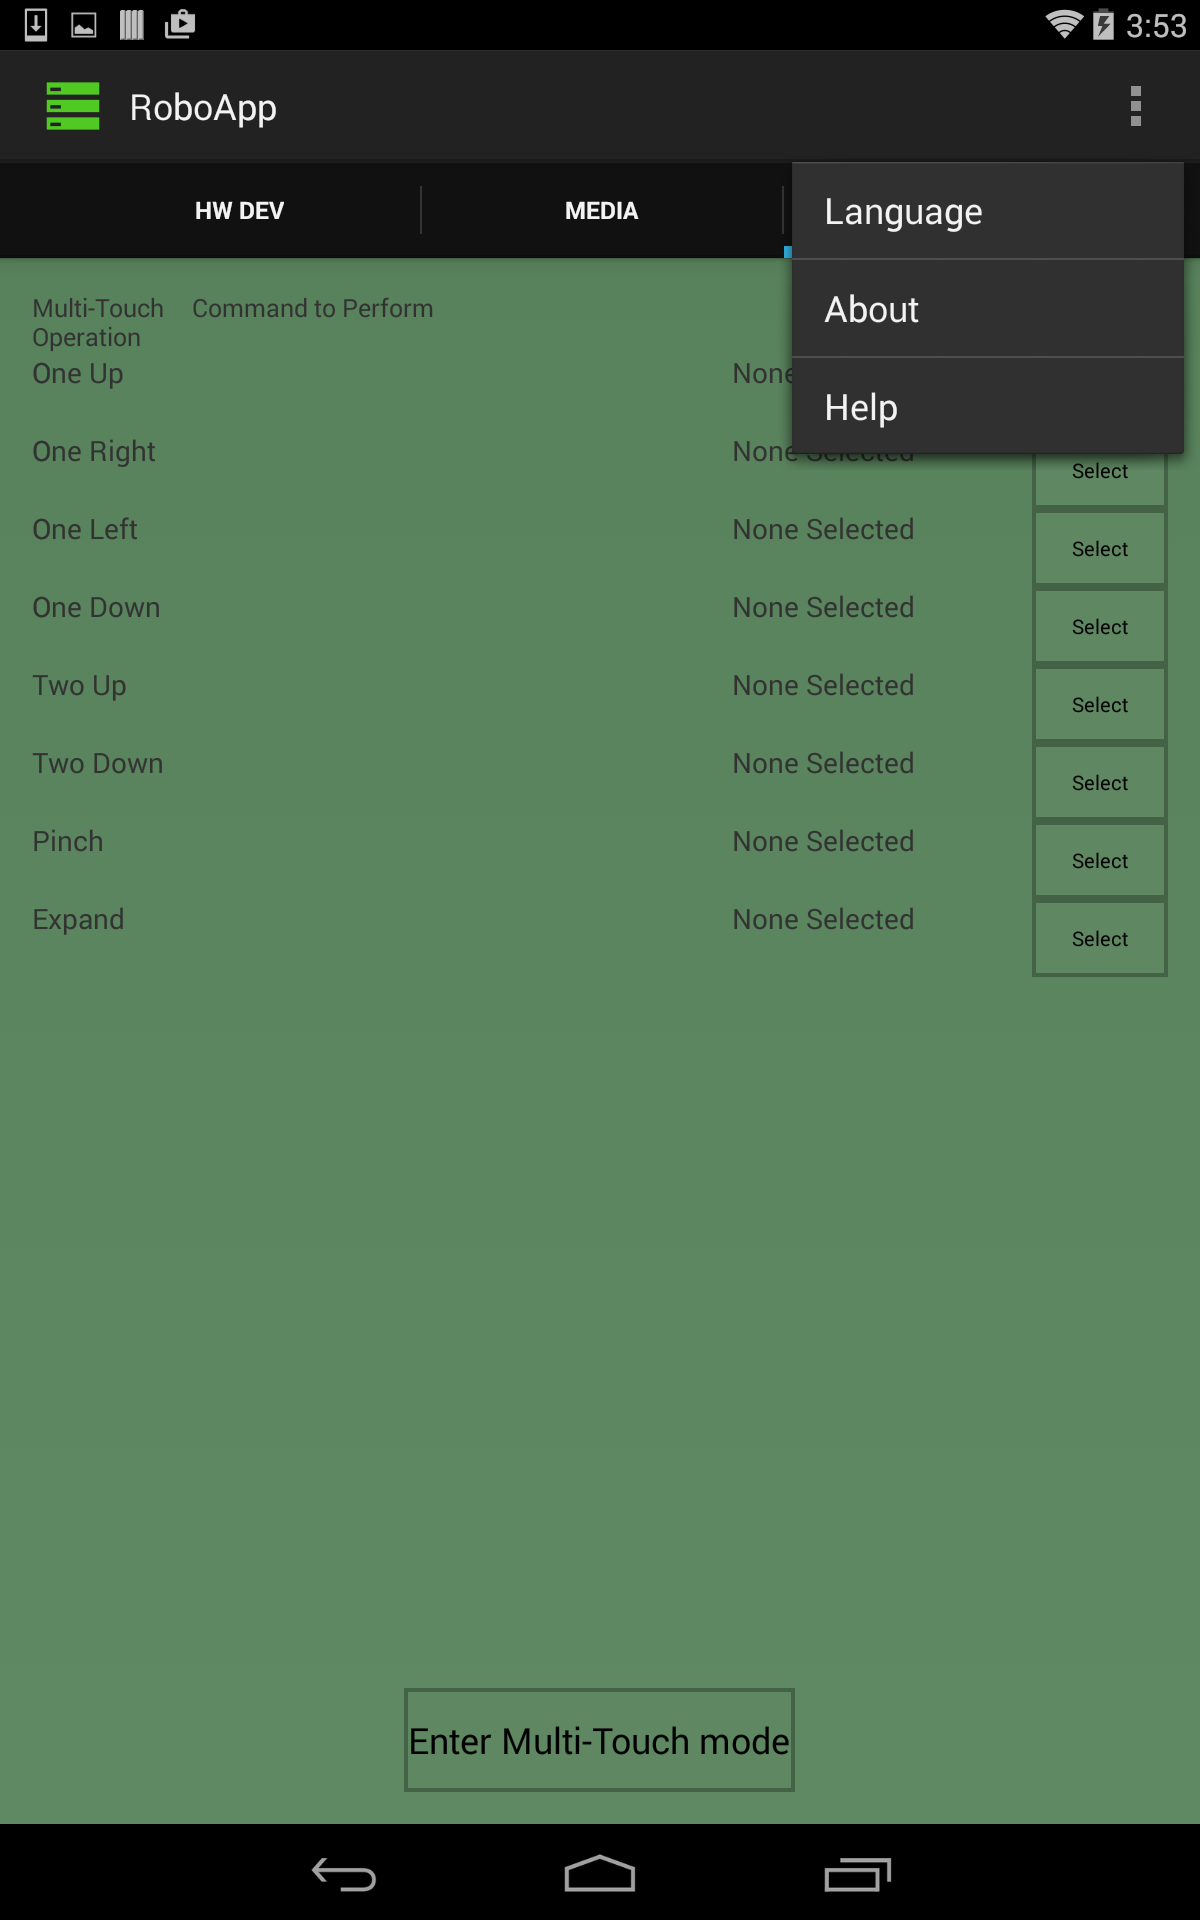 3:53
RoboApp
HW DEV
MEDIA
Language
About
Help
Multi-Touch Operation
Command to Perform
One Up
None
One Right
None Selected
Select
One Left
None Selected
Select
One Down
None Selected
Select
Two Up
None Selected
Select
Two Down
None Selected
Select
Pinch
None Selected
Select
Expand
None Selected
Select
Enter Multi-Touch mode